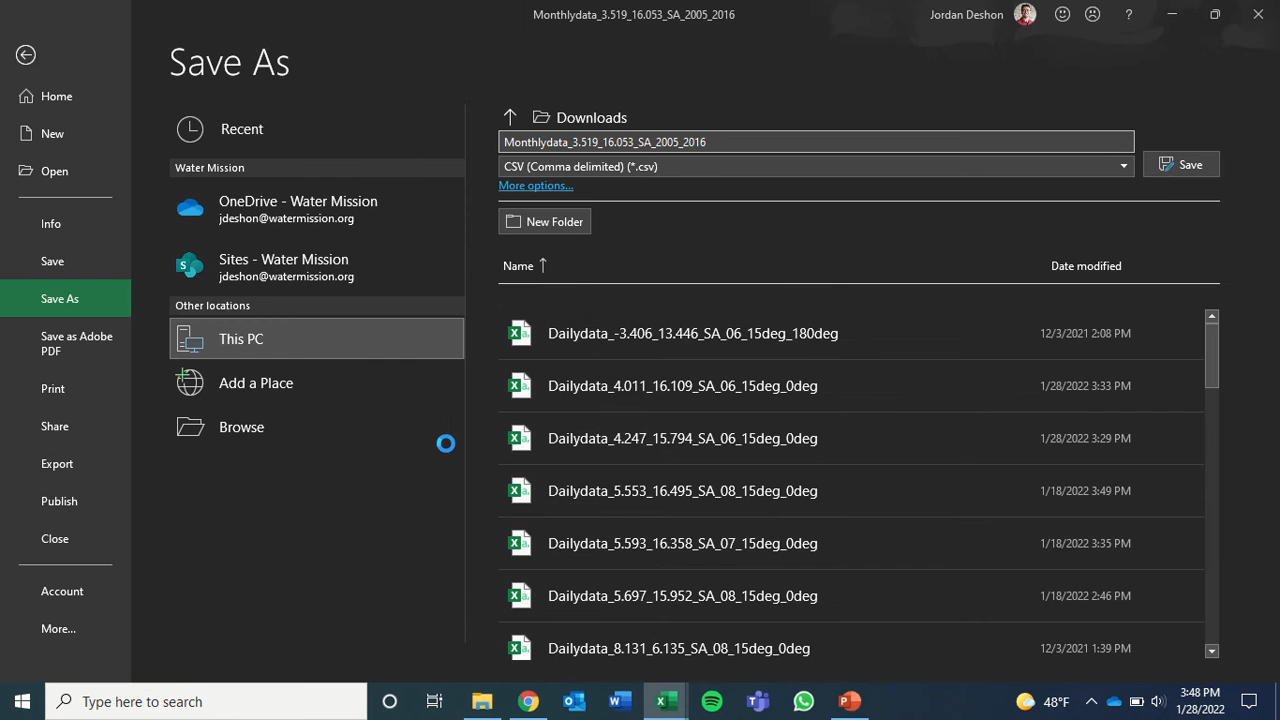 Monthlydata_3.519_16.053_SA_2005_2016
Jordan Deshon
?
Save As
Home
New
Open
Info
Save
Save As
Save as Adobe
PDF
Print
Share
Export
Publish
Close
Account
More...
Recent
Water Mission
OneDrive - Water Mission
jdeshon@watermission.org
S
Sites - Water Mission
jdeshon@watermission.org
Other locations
This PC
Add a Place
Browse
Downloads
Monthlydata_3.519_16.053_SA_2005_2016
CSV (Comma delimited) (*.csv)
Save
More options...
New Folder
Name
Date modified
Dailydata_-3.406_13.446_SA_06_15deg_180deg
12/3/2021 2:08 PM
Dailydata_4.011_16.109_SA_06_15deg_0deg
1/28/2022 3:33 PM
Dailydata_4.247_15.794_SA_06_15deg_0deg
1/28/2022 3:29 PM
Dailydata_5.553_16.495_SA_08_15deg_0deg
1/18/2022 3:49 PM
Dailydata_5.593_16.358_SA_07_15deg_0deg
1/18/2022 3:35 PM
Dailydata_5.697_15.952_SA_08_15deg_0deg
1/18/2022 2:46 PM
Dailydata_8.131_6.135_SA_08_15deg_0deg
12/3/2021 1:39 PM
Type here to search
48°F
3:48 PM
1/28/2022